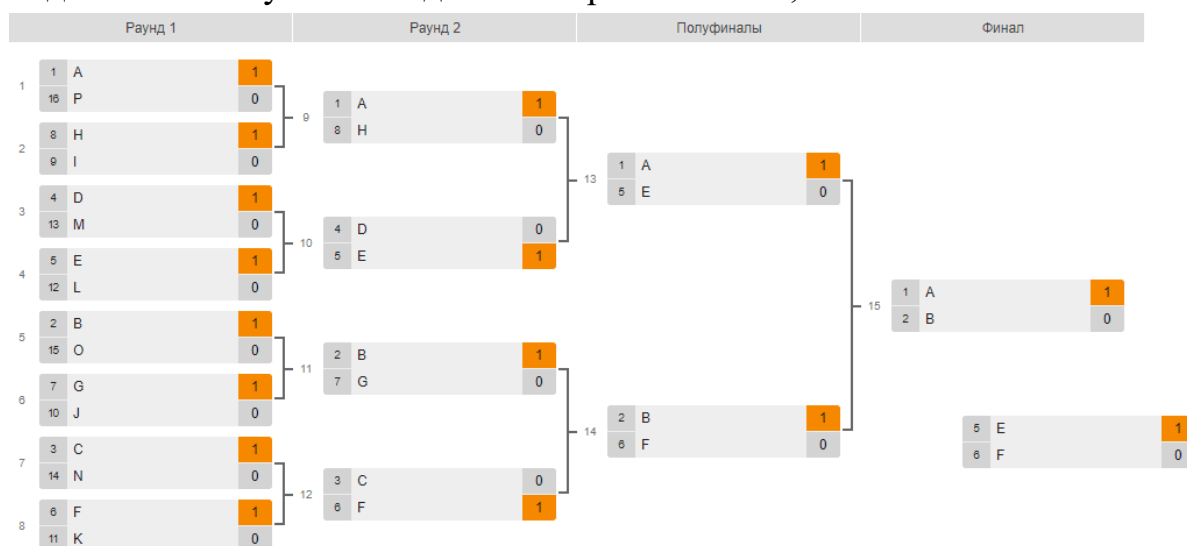 Раунд 1 Раунд 2 Полуфиналы Финал
1
1 A 1
16 P 0
2
8 H 1
9 I 0
3
4 D 1
13 M 0
4
5 E 1
12 L 0
5
2 B 1
15 O 0
6
7 G 1
10 J 0
7
3 C 1
14 N 0
8
6 F 1
11 K 0
9
1 A 1
8 H 0
10
4 D 0
5 E 1
11
2 B 1
7 G 0
12
3 C 0
6 F 1
13
1 A 1
5 E 0
14
2 B 1
6 F 0
15
1 A 1
2 B 0
5 E 1
6 F 0